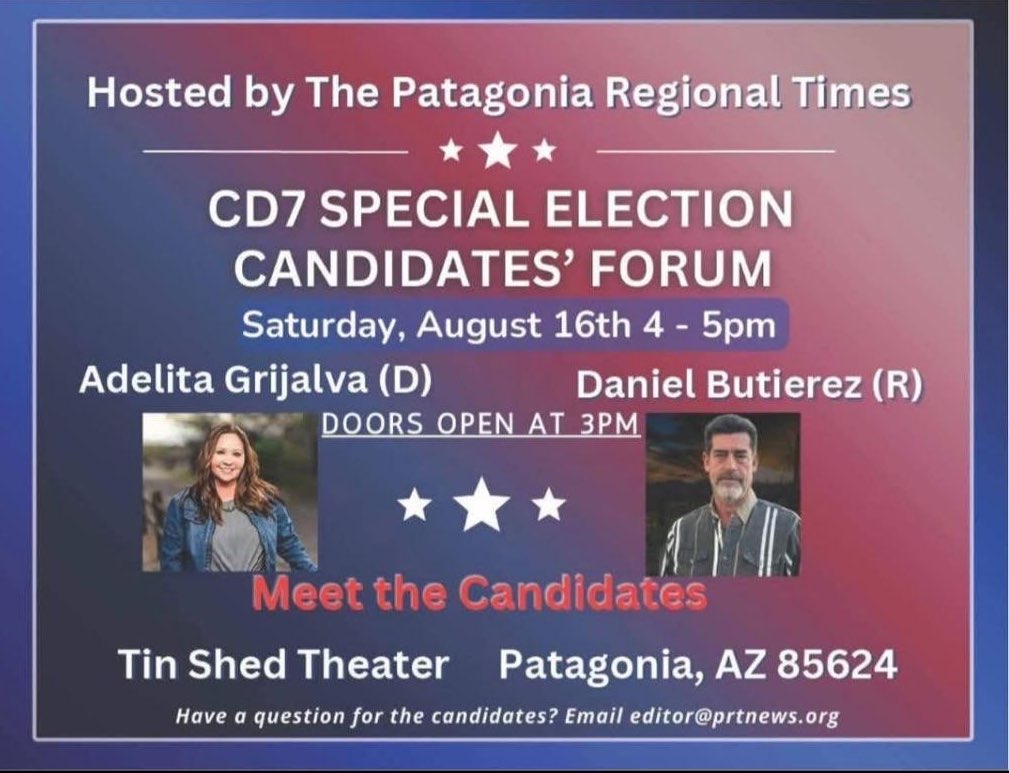 Hosted by The Patagonia Regional Times
CD7 SPECIAL ELECTION
CANDIDATES' FORUM
Saturday, August 16th 4 - 5pm
Adelita Grijalva (D)
Daniel Butierez (R)
DOORS OPEN AT 3PM
Meet the Candidates
Tin Shed Theater Patagonia, AZ 85624
Have a question for the candidates? Email editor@prtnews.org